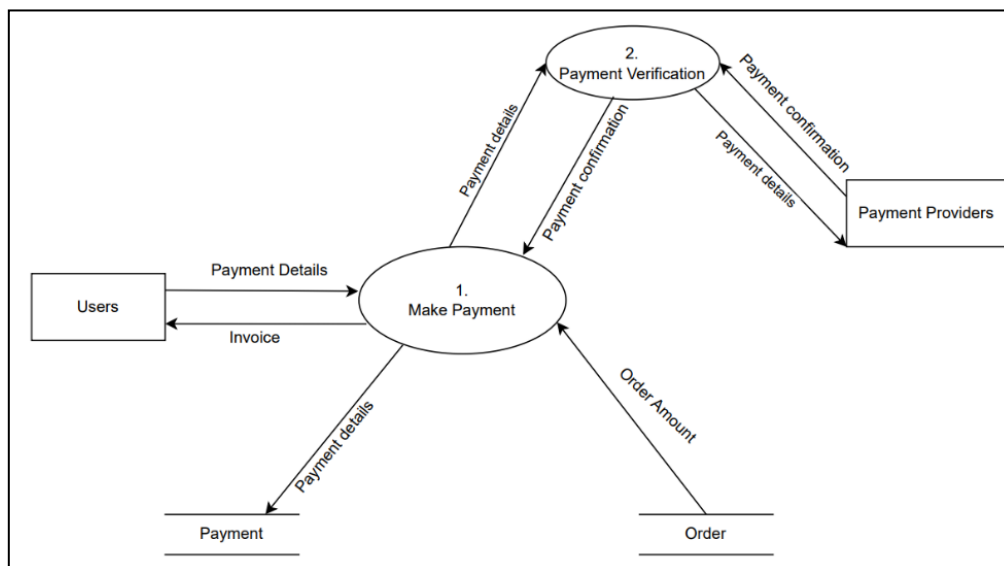 2.
Payment Verification
Payment confirmation
Payment details
Payment confirmation
Payment details
Payment Providers
Payment Details
Users
1.
Make Payment
Invoice
Order Amount
Payment details
Payment
Order